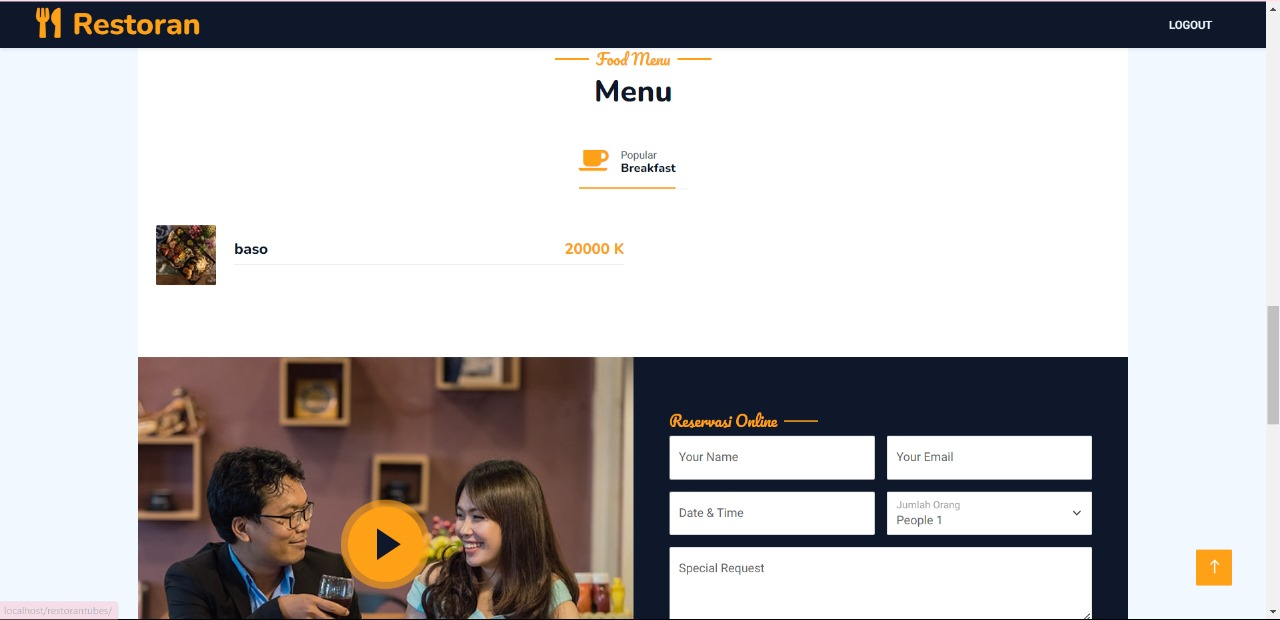 Restoran
LOGOUT
Food Menu
Menu
Popular
Breakfast
baso
20000 K
Reservasi Online
Your Name
Your Email
Date & Time
Jumlah Orang
People 1
Special Request
localhost/restorantubes/